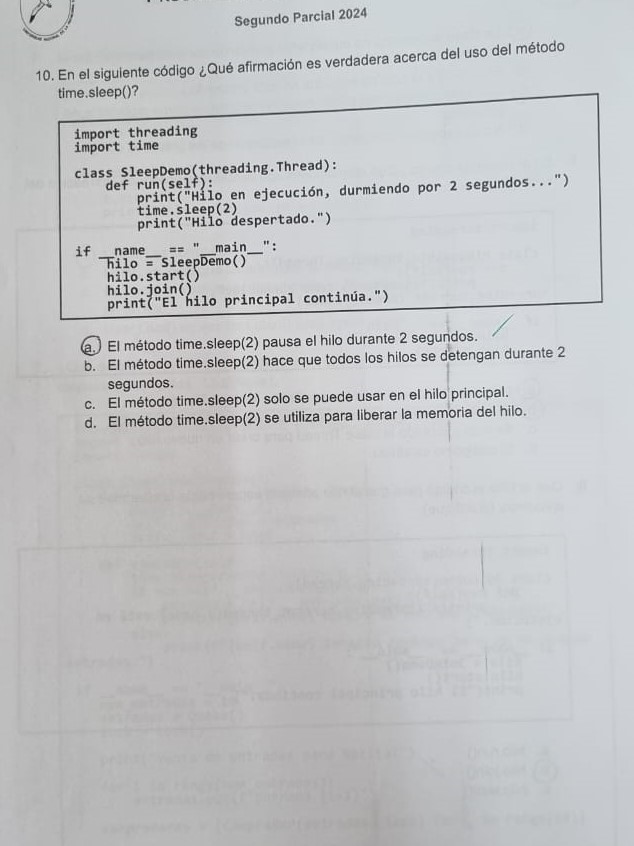 Segundo Parcial 2024
10. En el siguiente código ¿Qué afirmación es verdadera acerca del uso del método
time.sleep()?
import threading
import time
class SleepDemo(threading.Thread):
def run(self):
print("Hilo en ejecución, durmiendo por 2 segundos...")
time.sleep(2)
print("Hilo despertado.")
if __name__ == "__main__":
hilo = SleepDemo()
hilo.start()
hilo.join()
print("El hilo principal continúa.")
a. El método time.sleep(2) pausa el hilo durante 2 segundos.
b. El método time.sleep(2) hace que todos los hilos se detengan durante 2
segundos.
c. El método time.sleep(2) solo se puede usar en el hilo principal.
d. El método time.sleep(2) se utiliza para liberar la memoria del hilo.